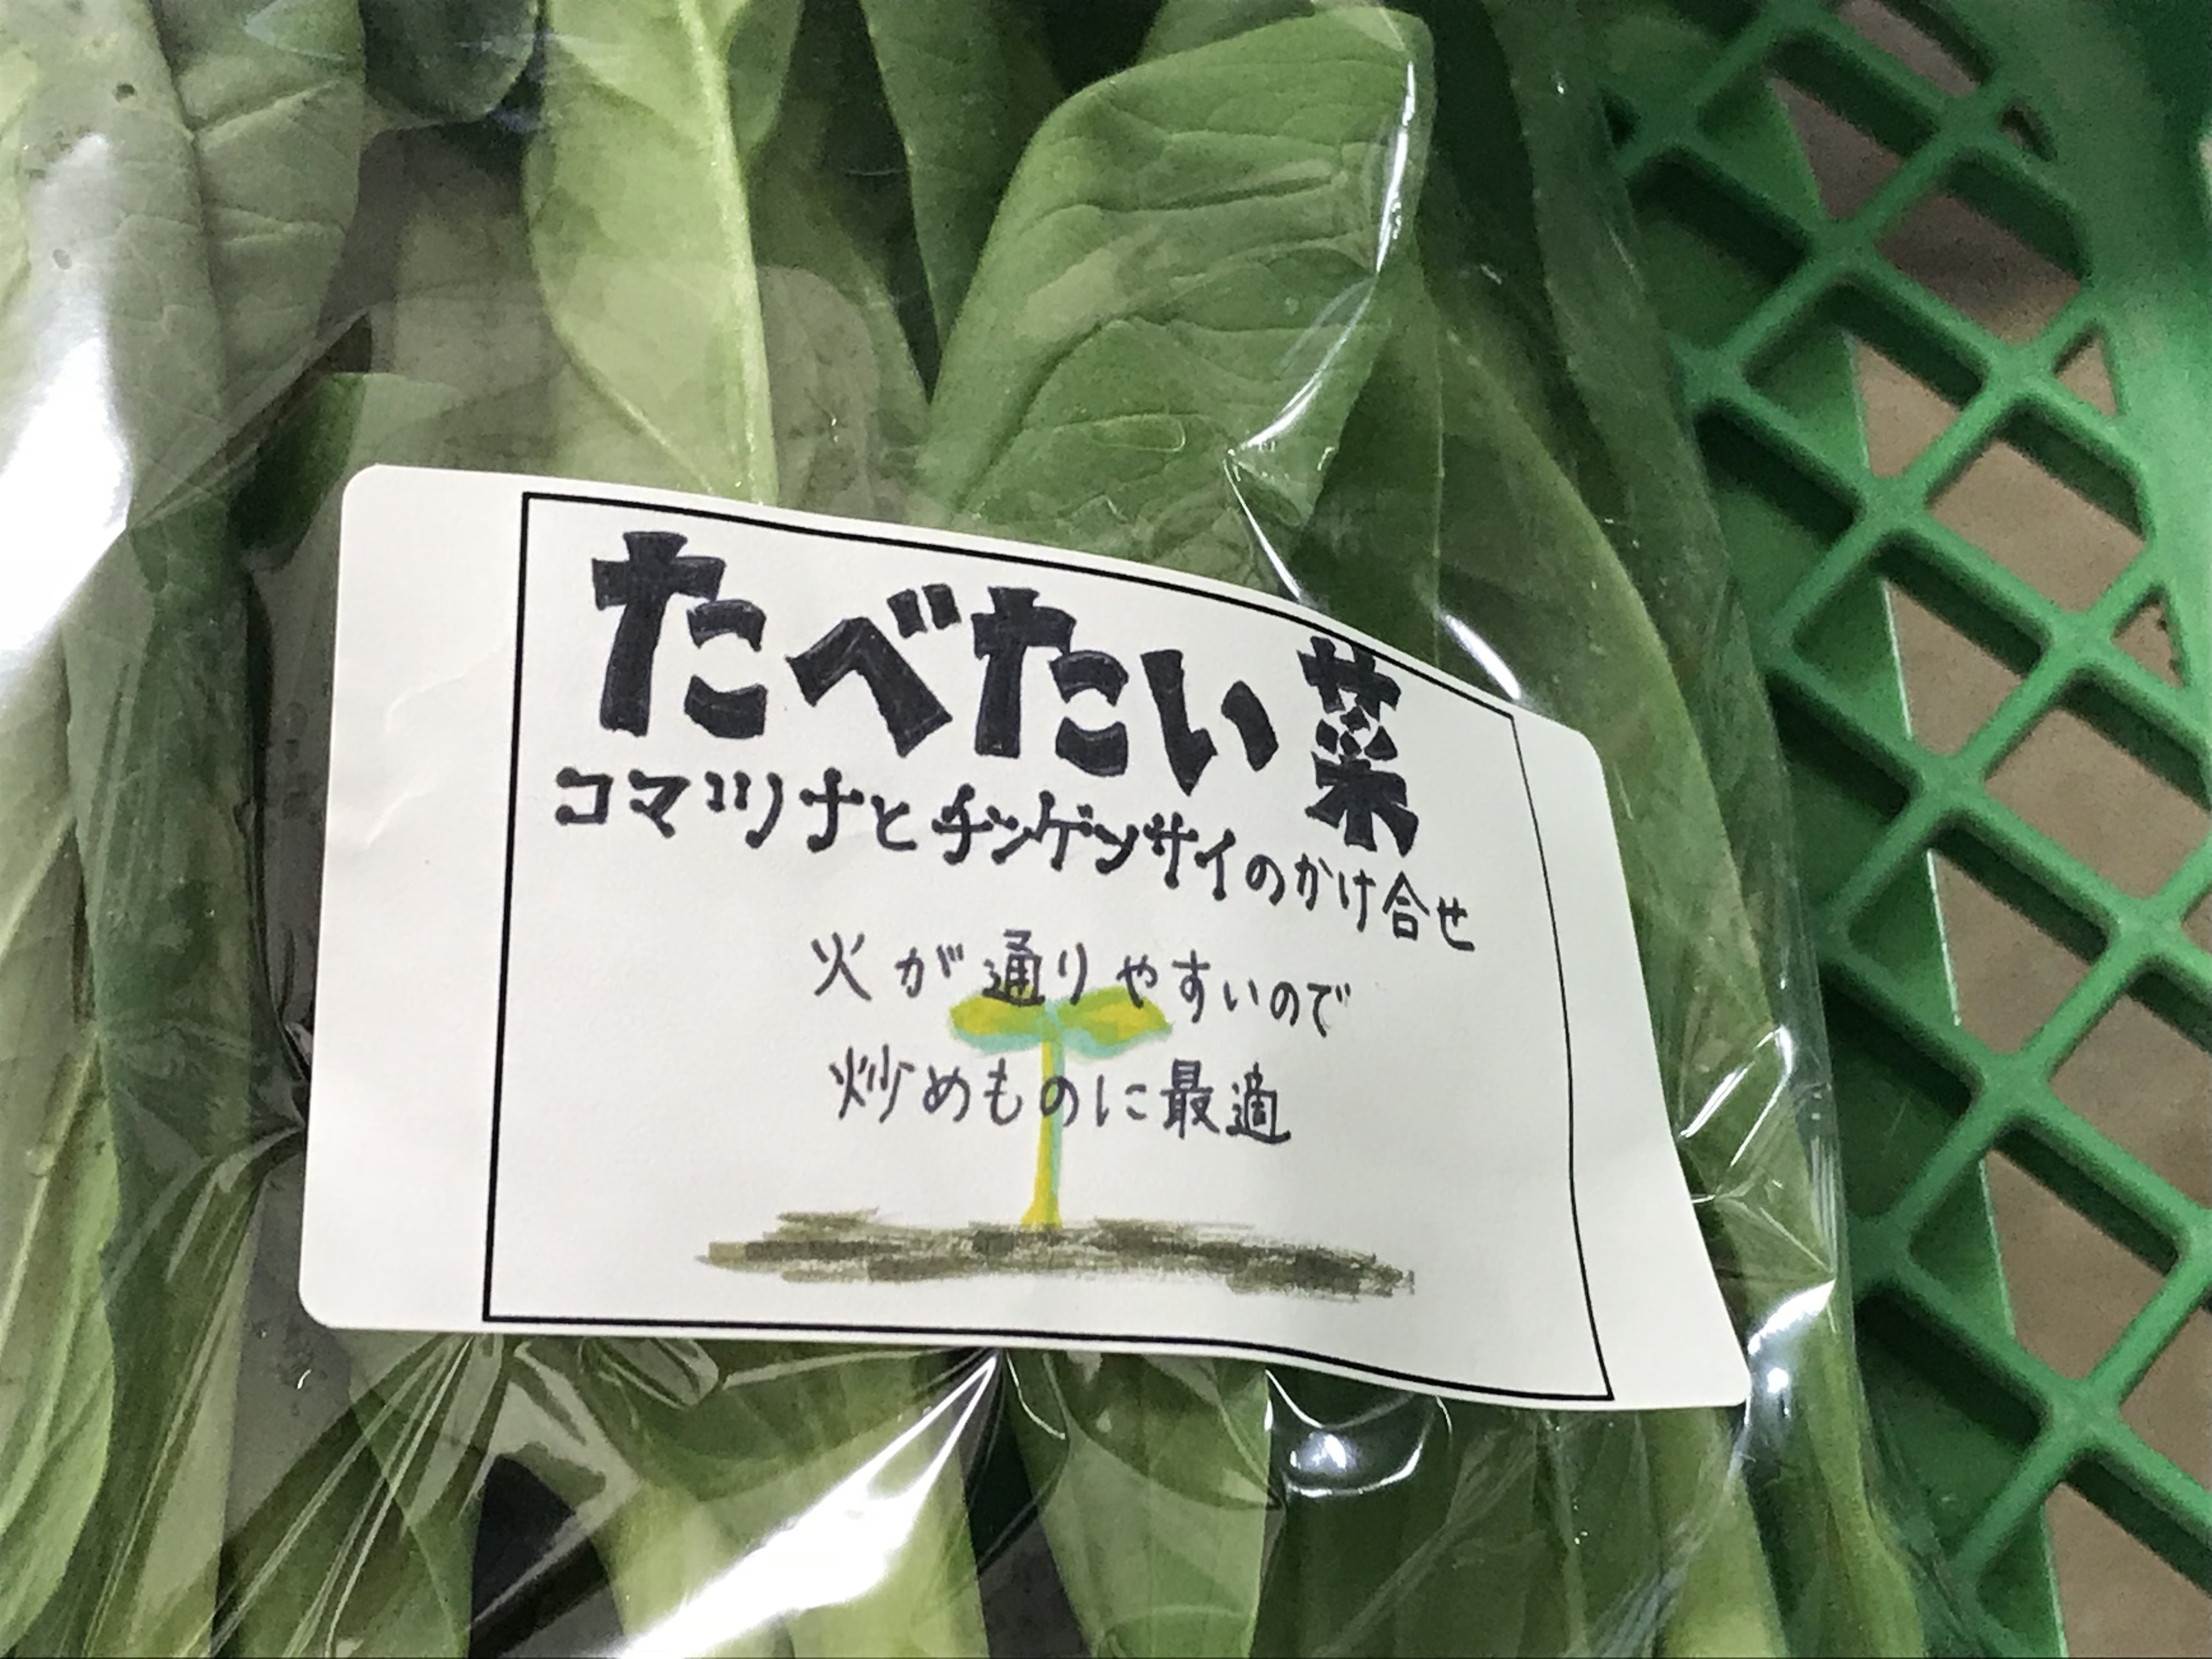 たべたい菜
コマツナとチンゲンサイのかけ合せ
火が通りやすいので
炒めものに最適